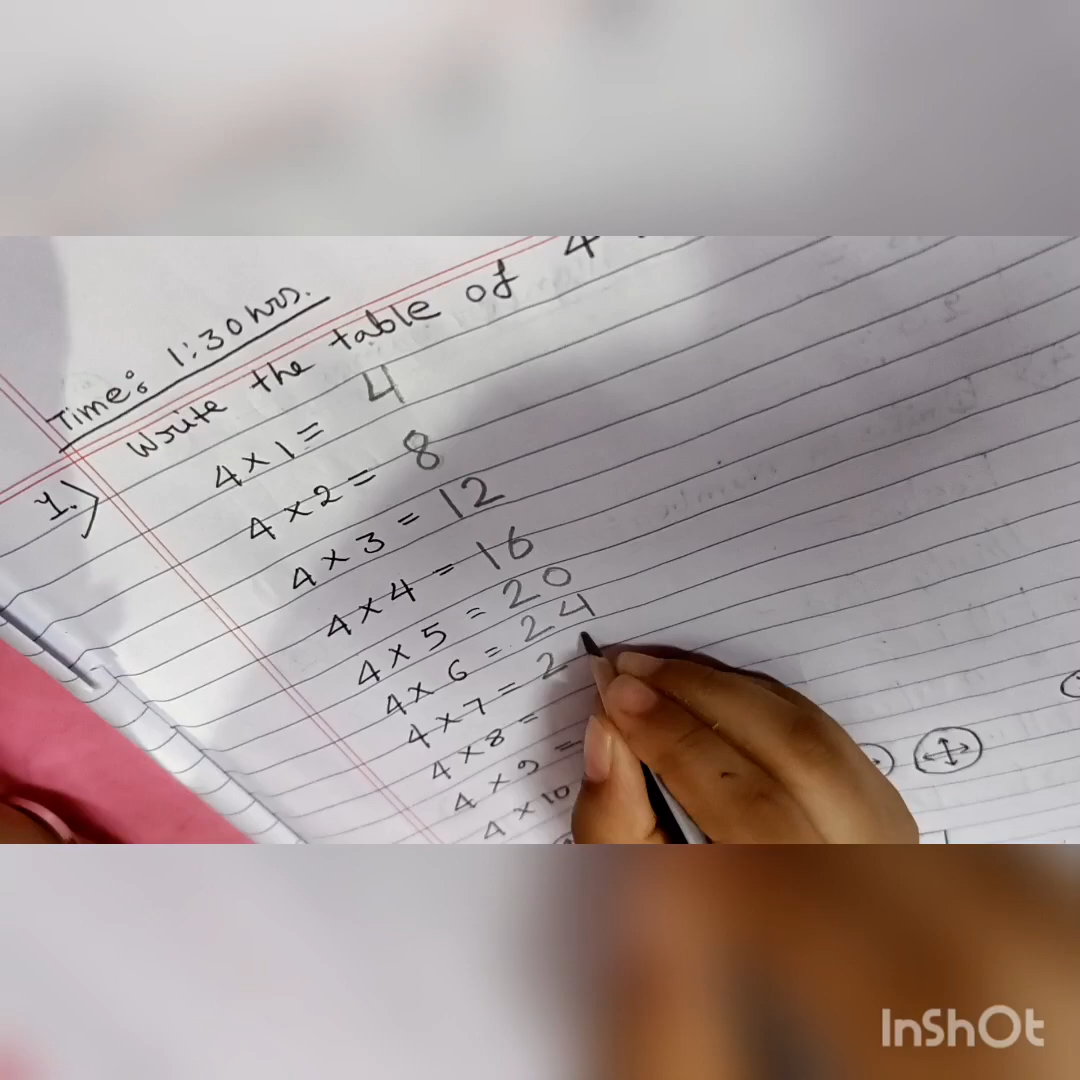 Time: 1:30 hrs.
1.) Write the table of 4
4 × 1 = 4
4 × 2 = 8
4 × 3 = 12
4 × 4 = 16
4 × 5 = 20
4 × 6 = 24
4 × 7 = 2
4 × 8 =
4 × 9 =
4 × 10
InShOt